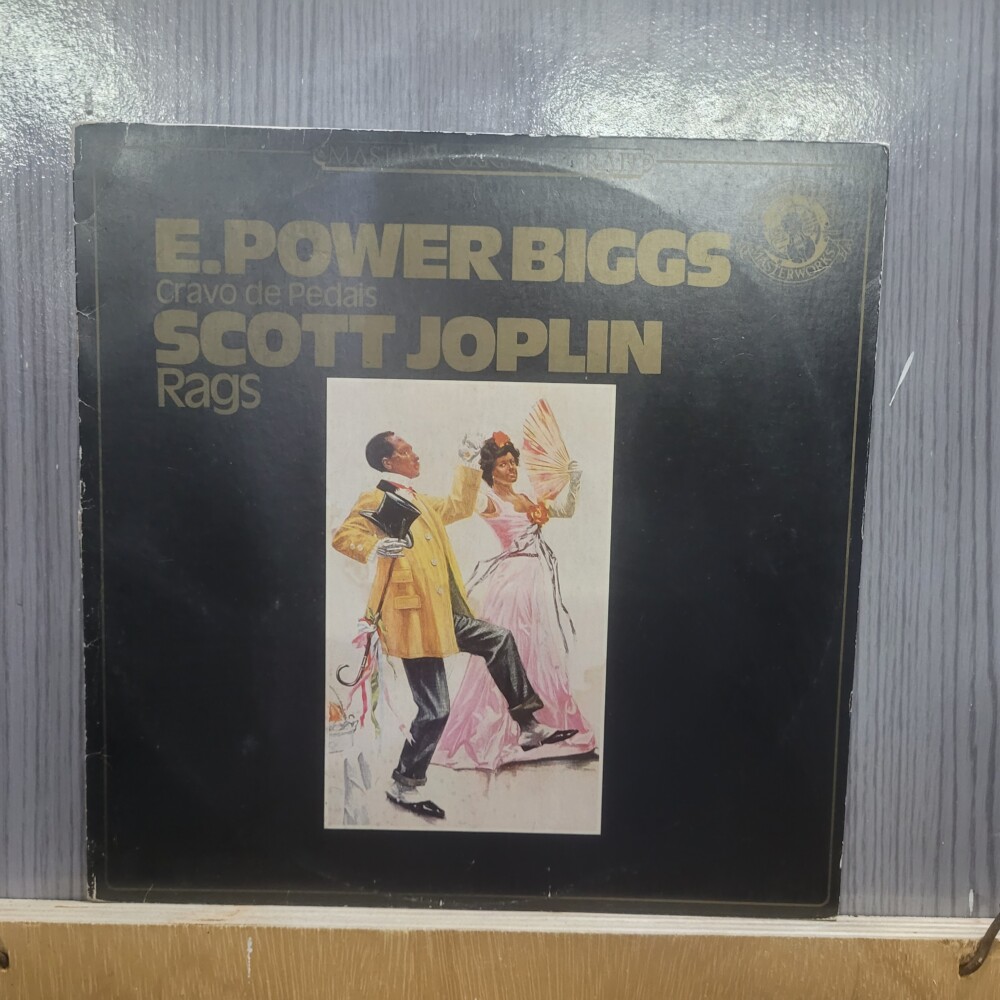 E.POWER BIGGS
Cravo de Pedais
SCOTT JOPLIN
Rags